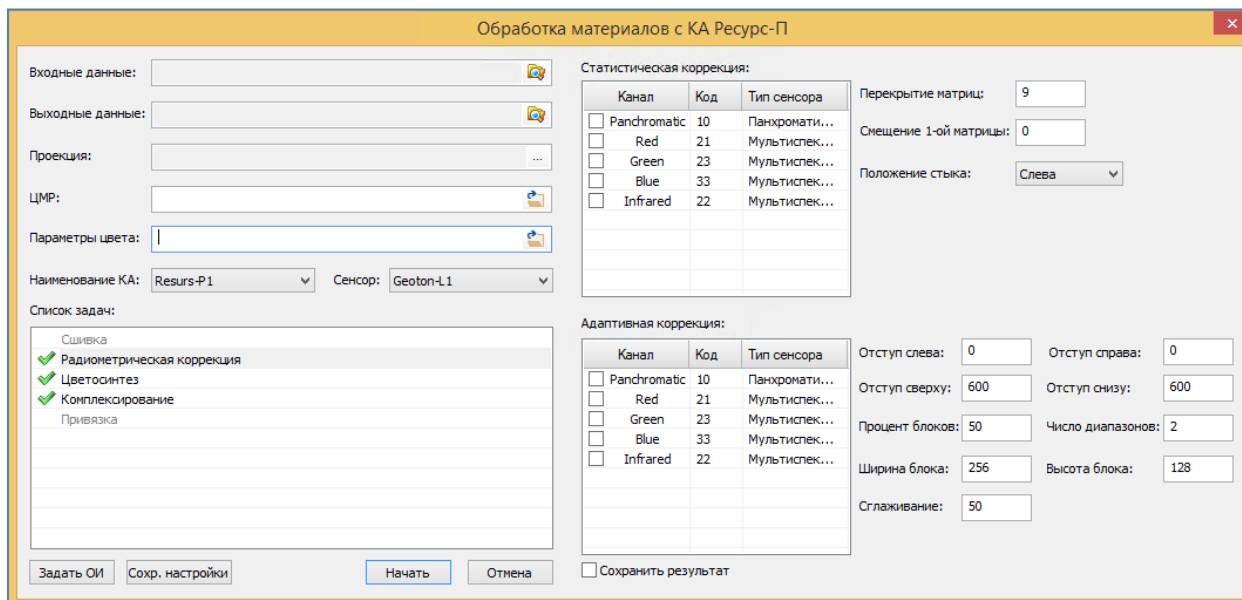 Обработка материалов с КА Ресурс-П
Входные данные:
Выходные данные:
Проекция:
...
ЦМР:
Параметры цвета:
Наименование КА: Resurs-P1 Сенсор: Geoton-L1
Список задач:
Сшивка
Радиометрическая коррекция
Цветосинтез
Комплексирование
Привязка
Задать ОИ Сохр. настройки Начать Отмена
Статистическая коррекция:
Канал Код Тип сенсора
Panchromatic 10 Панхромати...
Red 21 Мультиспек...
Green 23 Мультиспек...
Blue 33 Мультиспек...
Infrared 22 Мультиспек...
Перекрытие матриц: 9
Смещение 1-ой матрицы: 0
Положение стыка: Слева
Адаптивная коррекция:
Канал Код Тип сенсора
Panchromatic 10 Панхромати...
Red 21 Мультиспек...
Green 23 Мультиспек...
Blue 33 Мультиспек...
Infrared 22 Мультиспек...
Отступ слева: 0 Отступ справа: 0
Отступ сверху: 600 Отступ снизу: 600
Процент блоков: 50 Число диапазонов: 2
Ширина блока: 256 Высота блока: 128
Сглаживание: 50
Сохранить результат